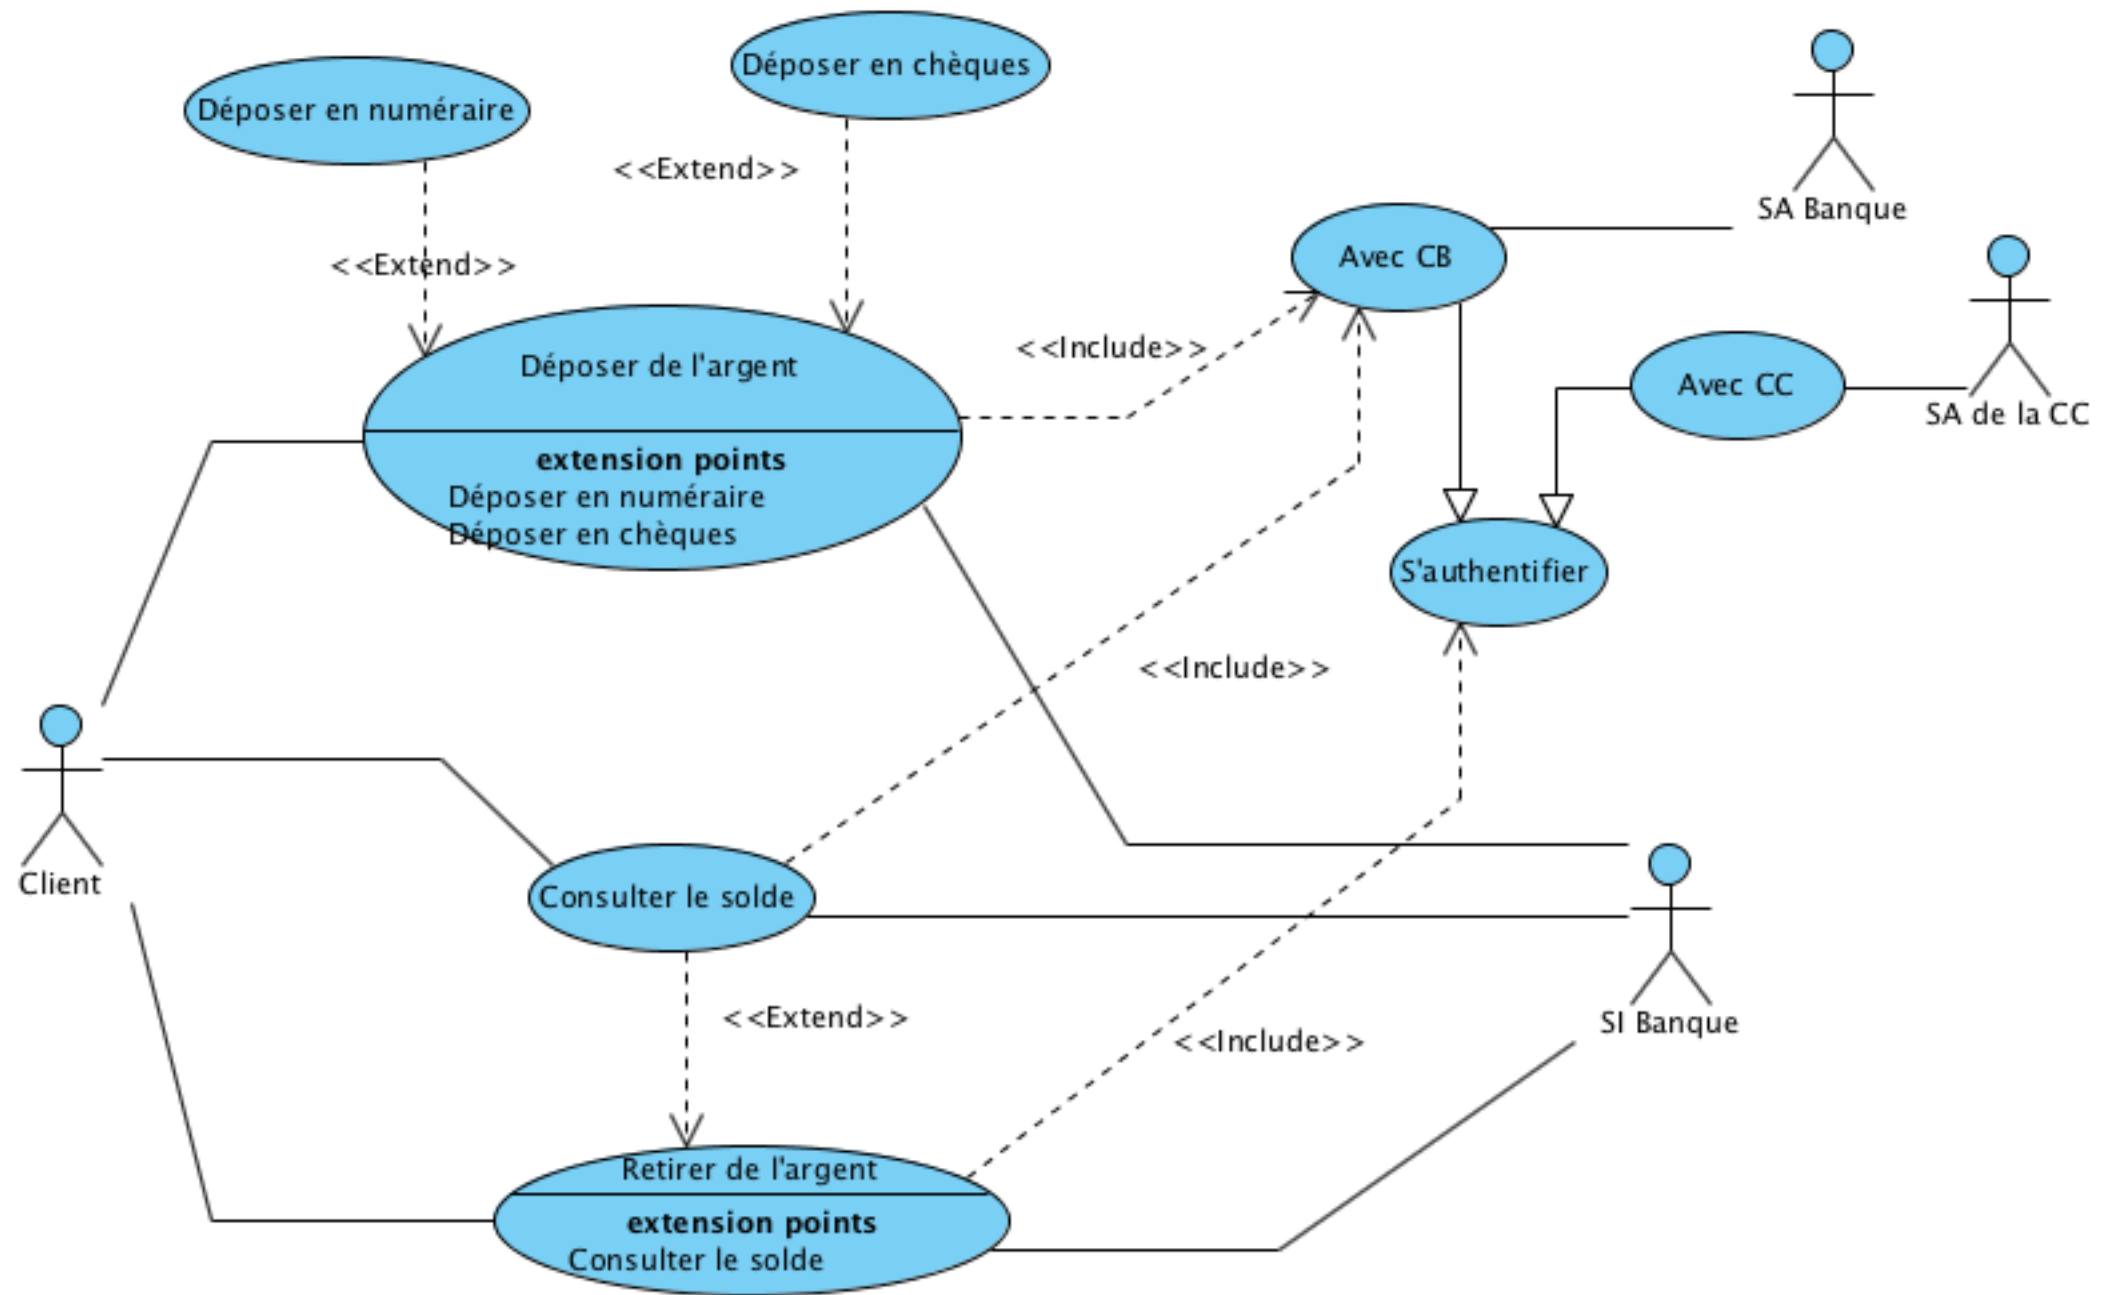 Déposer en chèques
Déposer en numéraire
<<Extend>>
SA Banque
Avec CB
<<Extend>>
<<Include>>
Déposer de l'argent
Avec CC
SA de la CC
extension points
Déposer en numéraire
Déposer en chèques
S'authentifier
<<Include>>
Client
Consulter le solde
<<Extend>>
SI Banque
<<Include>>
Retirer de l'argent
extension points
Consulter le solde